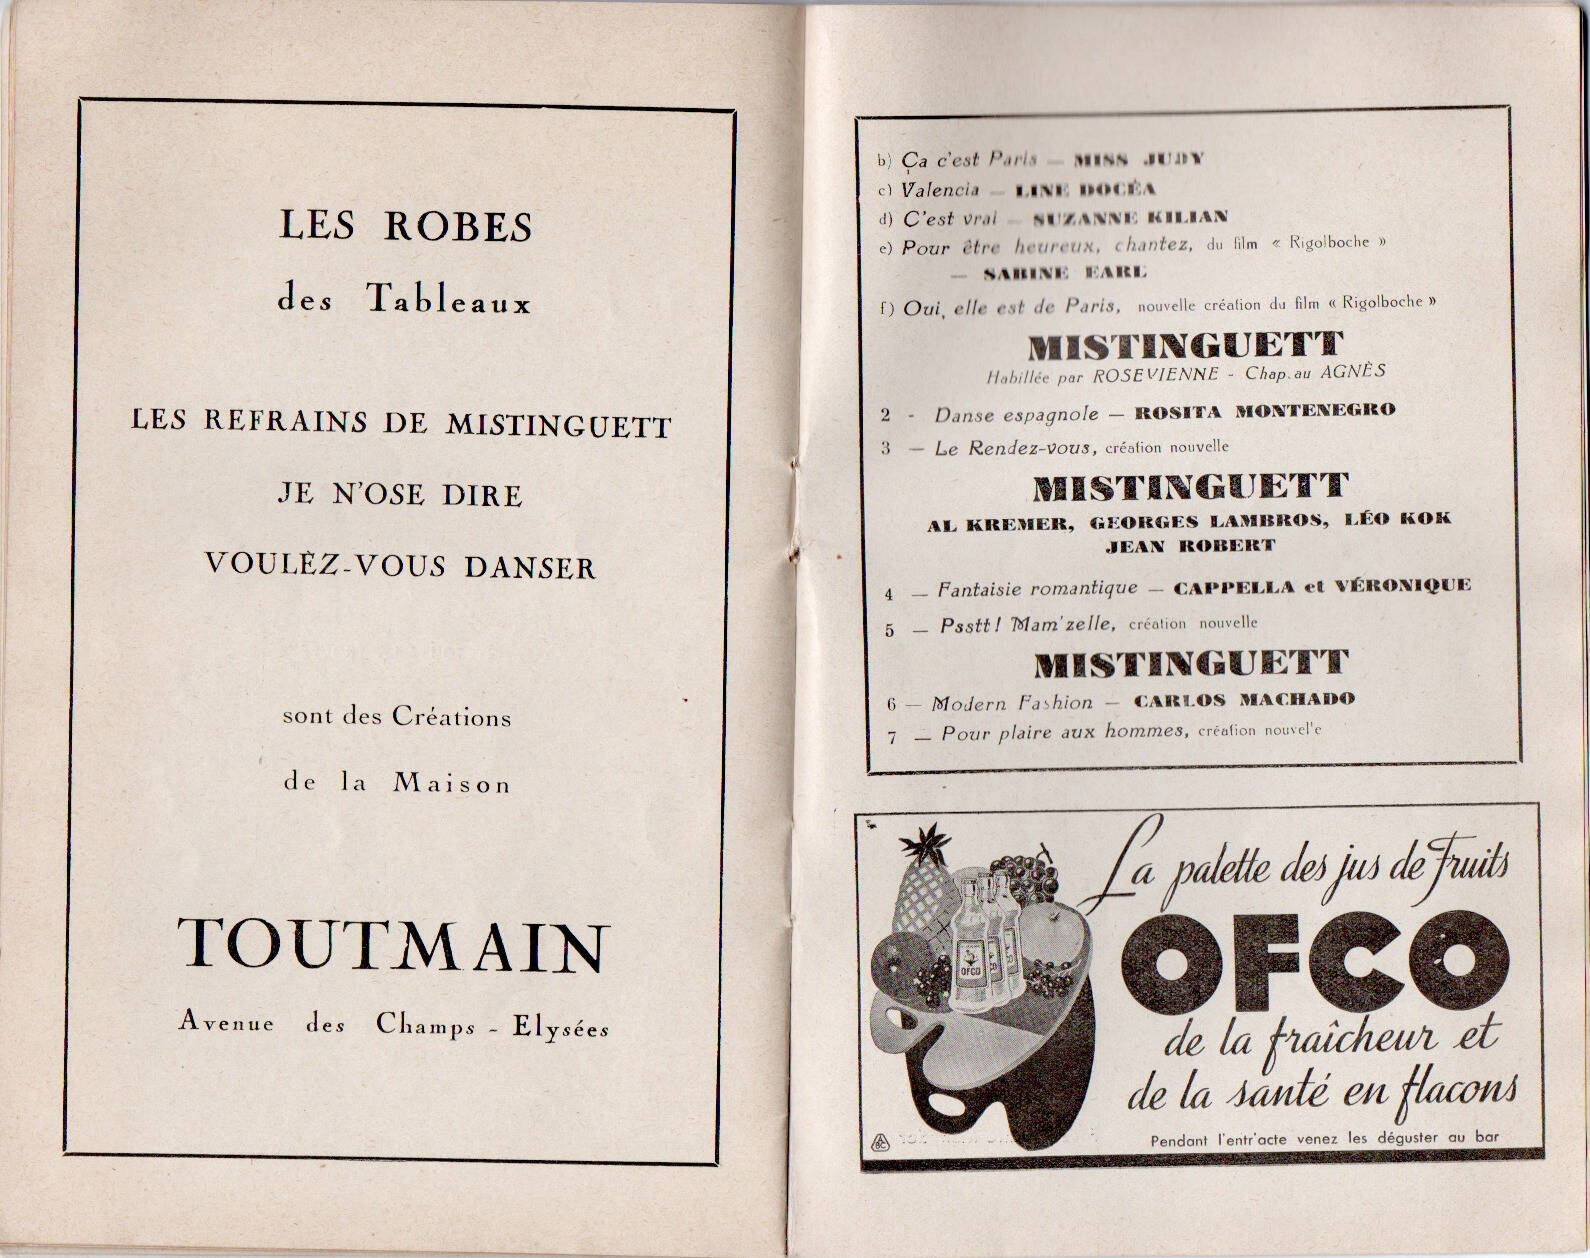 LES ROBES
des Tableaux
LES REFRAINS DE MISTINGUETT
JE N'OSE DIRE
VOULEZ-VOUS DANSER
sont des Créations
de la Maison
TOUTMAIN
Avenue des Champs - Elysées
b) Ça c'est Paris — MISS JUDY
c) Valencia — LINE DOCÉA
d) C'est vrai — SUZANNE KILIAN
e) Pour être heureux, chantez, du film « Rigolboche »
— SABINE EARL
f) Oui, elle est de Paris, nouvelle création du film « Rigolboche »
MISTINGUETT
Habillée par ROSEVIENNE - Chap. au AGNÈS
2 - Danse espagnole — ROSITA MONTENEGRO
3 — Le Rendez-vous, création nouvelle
MISTINGUETT
AL KREMER, GEORGES LAMBROS, LÉO KOK
JEAN ROBERT
4 — Fantaisie romantique — CAPPELLA et VÉRONIQUE
5 — Psstt ! Mam'zelle, création nouvelle
MISTINGUETT
6 — Modern Fashion — CARLOS MACHADO
7 — Pour plaire aux hommes, création nouvel'e
La palette des jus de fruits
OFCO
OFCO
de la fraîcheur et
de la santé en flacons
Pendant l'entr'acte venez les déguster au bar